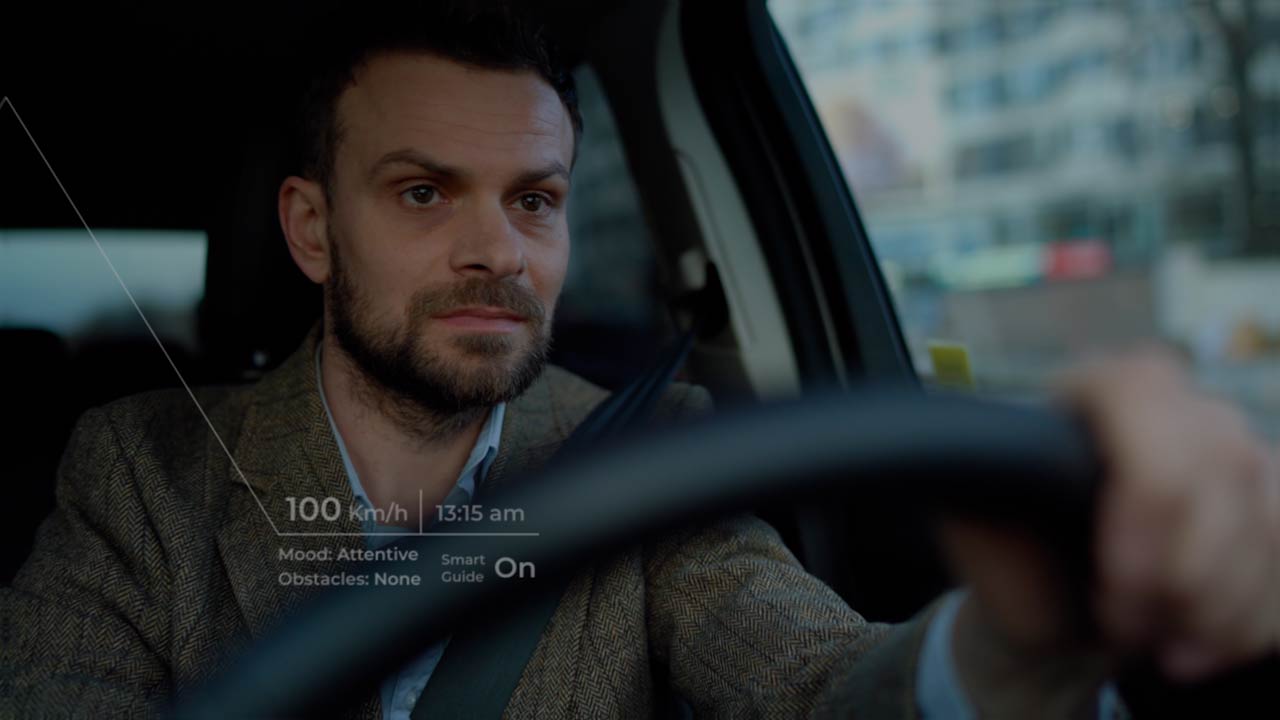 100 Km/h | 13:15 am
Mood: Attentive
Obstacles: None
Smart
Guide On